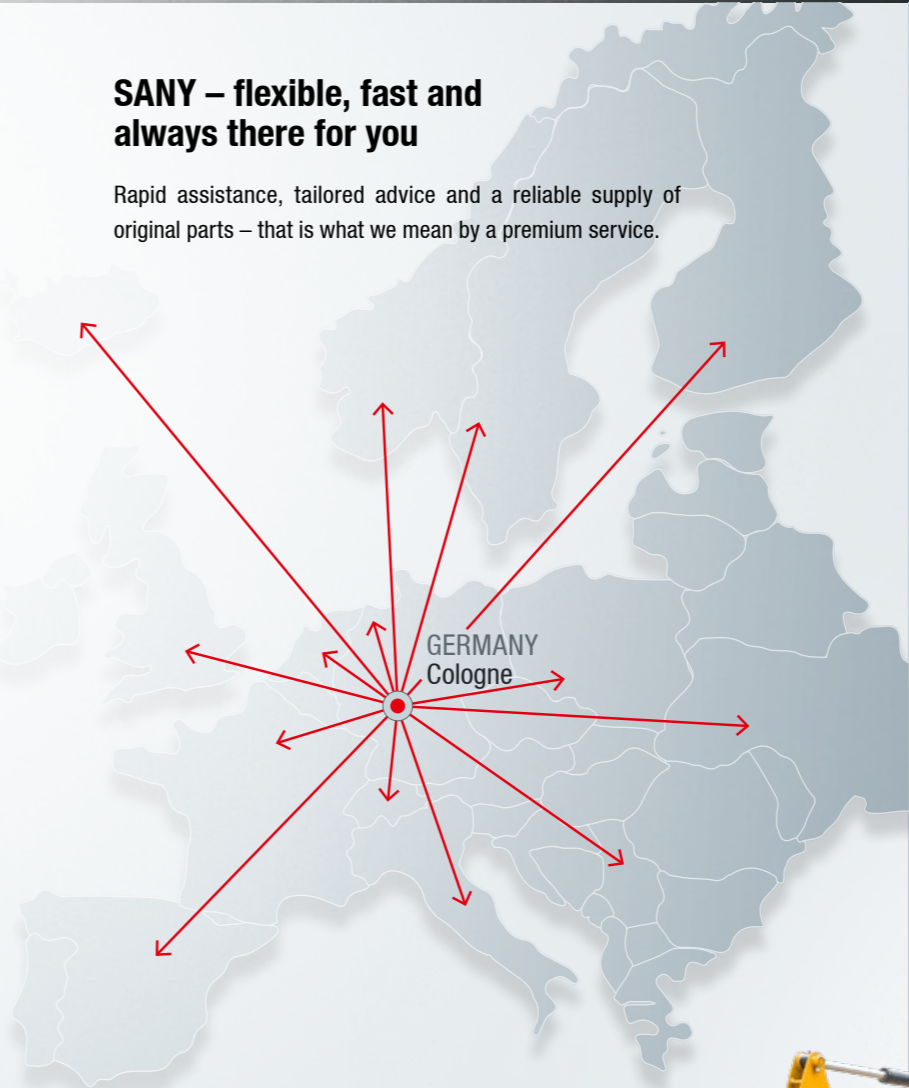 SANY – flexible, fast and
always there for you
Rapid assistance, tailored advice and a reliable supply of
original parts – that is what we mean by a premium service.
GERMANY
Cologne